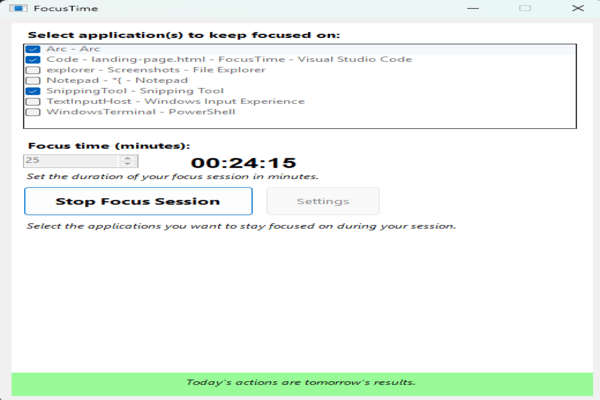 FocusTime
Select application(s) to keep focused on:
Arc - Arc
Code - landing-page.html - FocusTime - Visual Studio Code
explorer - Screenshots - File Explorer
Notepad - *{ - Notepad
SnippingTool - Snipping Tool
TextInputHost - Windows Input Experience
WindowsTerminal - PowerShell
Focus time (minutes):
25
00:24:15
Set the duration of your focus session in minutes.
Stop Focus Session
Settings
Select the applications you want to stay focused on during your session.
Today's actions are tomorrow's results.